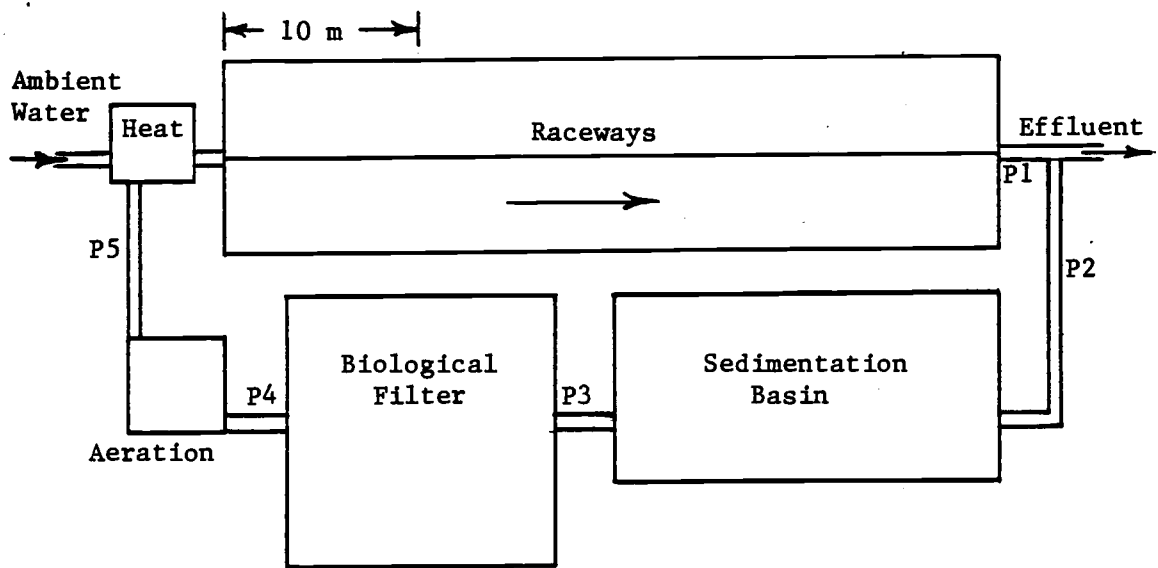 10 m
Ambient
Water
Heat
Raceways
Effluent
P1
P5
P2
Biological
Filter
Sedimentation
Basin
P4
P3
Aeration